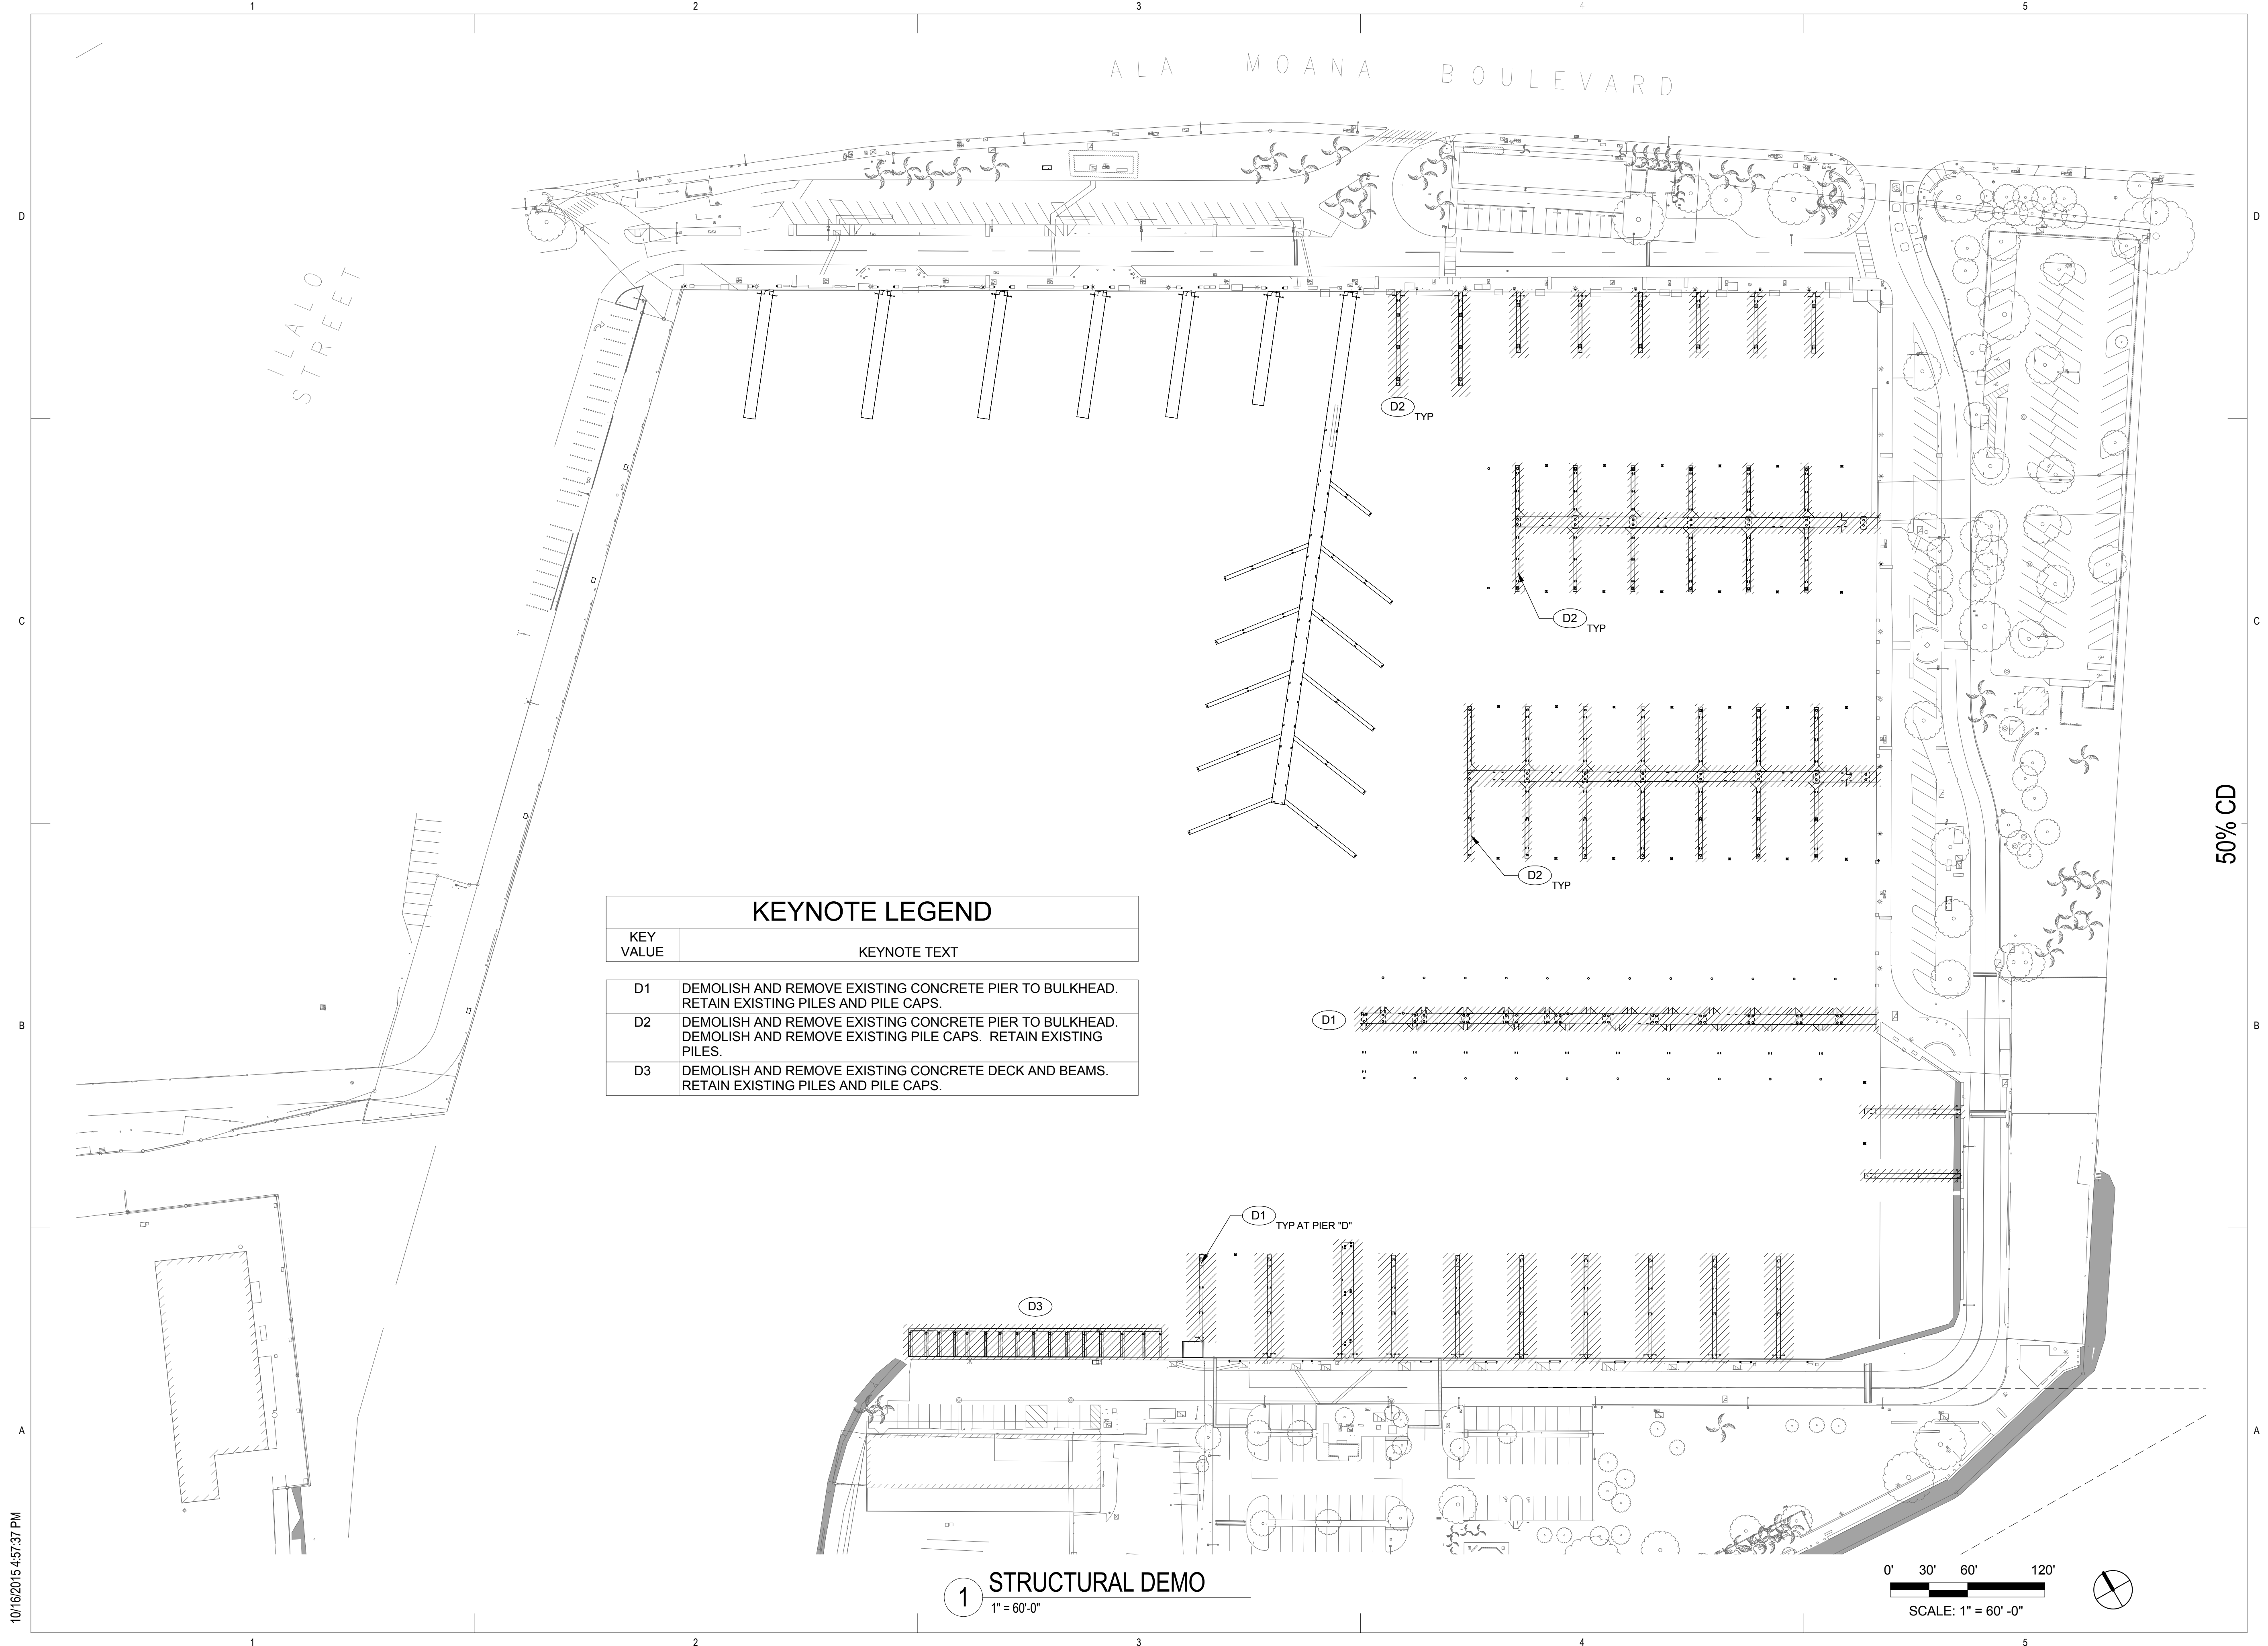 1 2 3 4 5
ALA MOANA BOULEVARD
D D
ILALO
STREET
D2 TYP
C C
D2 TYP
D2 TYP
50% CD
KEYNOTE LEGEND
KEY
VALUE KEYNOTE TEXT
D1 DEMOLISH AND REMOVE EXISTING CONCRETE PIER TO BULKHEAD.
RETAIN EXISTING PILES AND PILE CAPS.
D2 DEMOLISH AND REMOVE EXISTING CONCRETE PIER TO BULKHEAD.
DEMOLISH AND REMOVE EXISTING PILE CAPS. RETAIN EXISTING
PILES.
D3 DEMOLISH AND REMOVE EXISTING CONCRETE DECK AND BEAMS.
RETAIN EXISTING PILES AND PILE CAPS.
B B
D1
D1 TYP AT PIER "D"
D3
A A
10/16/2015 4:57:37 PM
1 STRUCTURAL DEMO
1" = 60'-0"
0' 30' 60' 120'
SCALE: 1" = 60' -0"
1 2 3 4 5